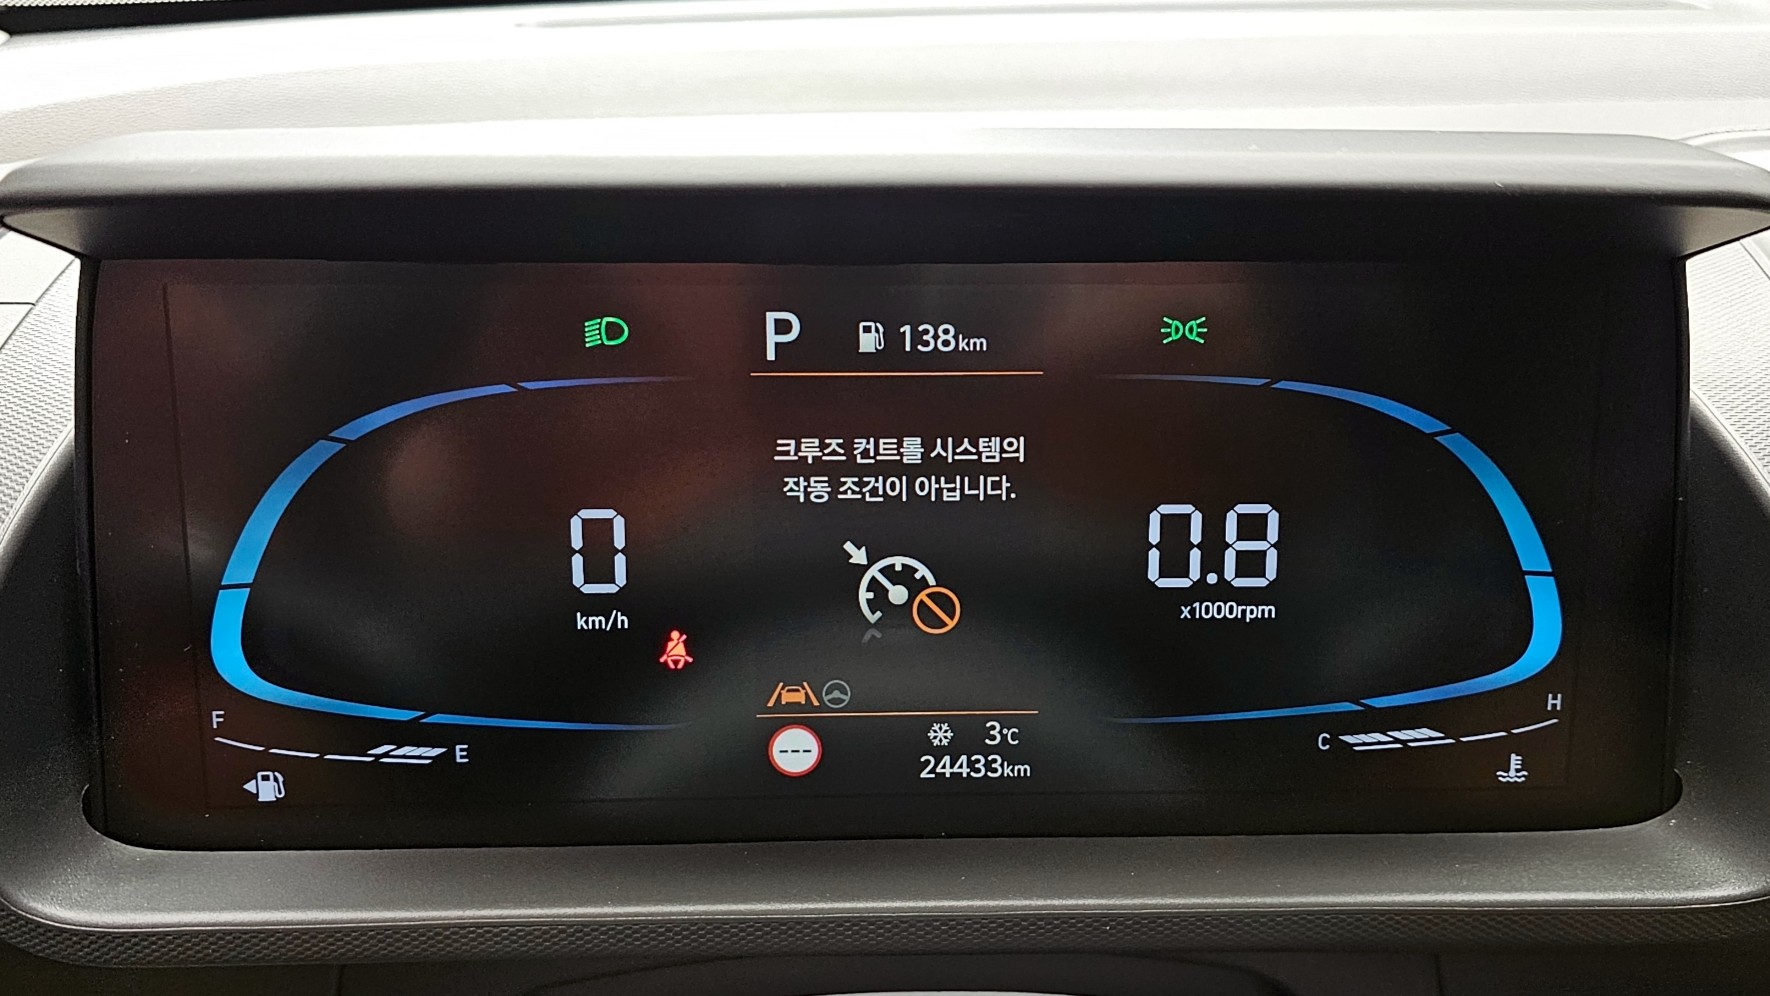 P 138km
크루즈 컨트롤 시스템의
작동 조건이 아닙니다.
0
km/h
0.8
x1000rpm
F
E
---
3℃
24433km
C
H